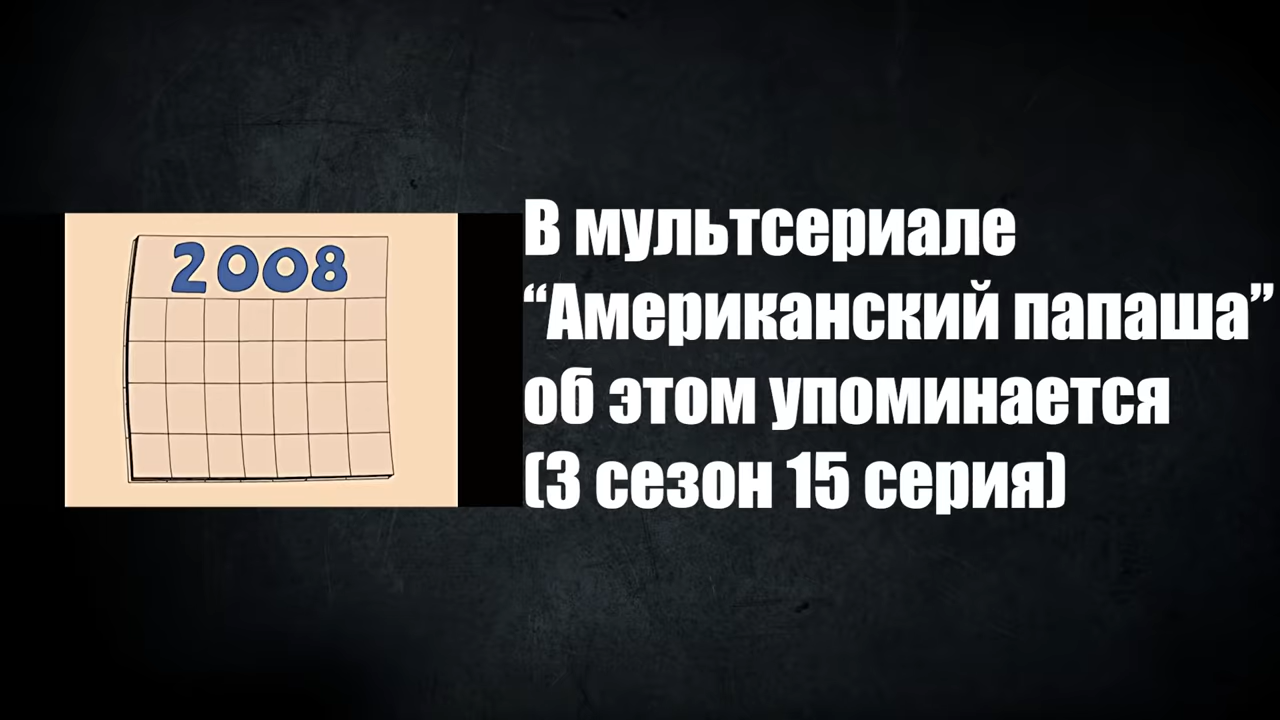 2008
В мультсериале
“Американский папаша”
об этом упоминается
(3 сезон 15 серия)